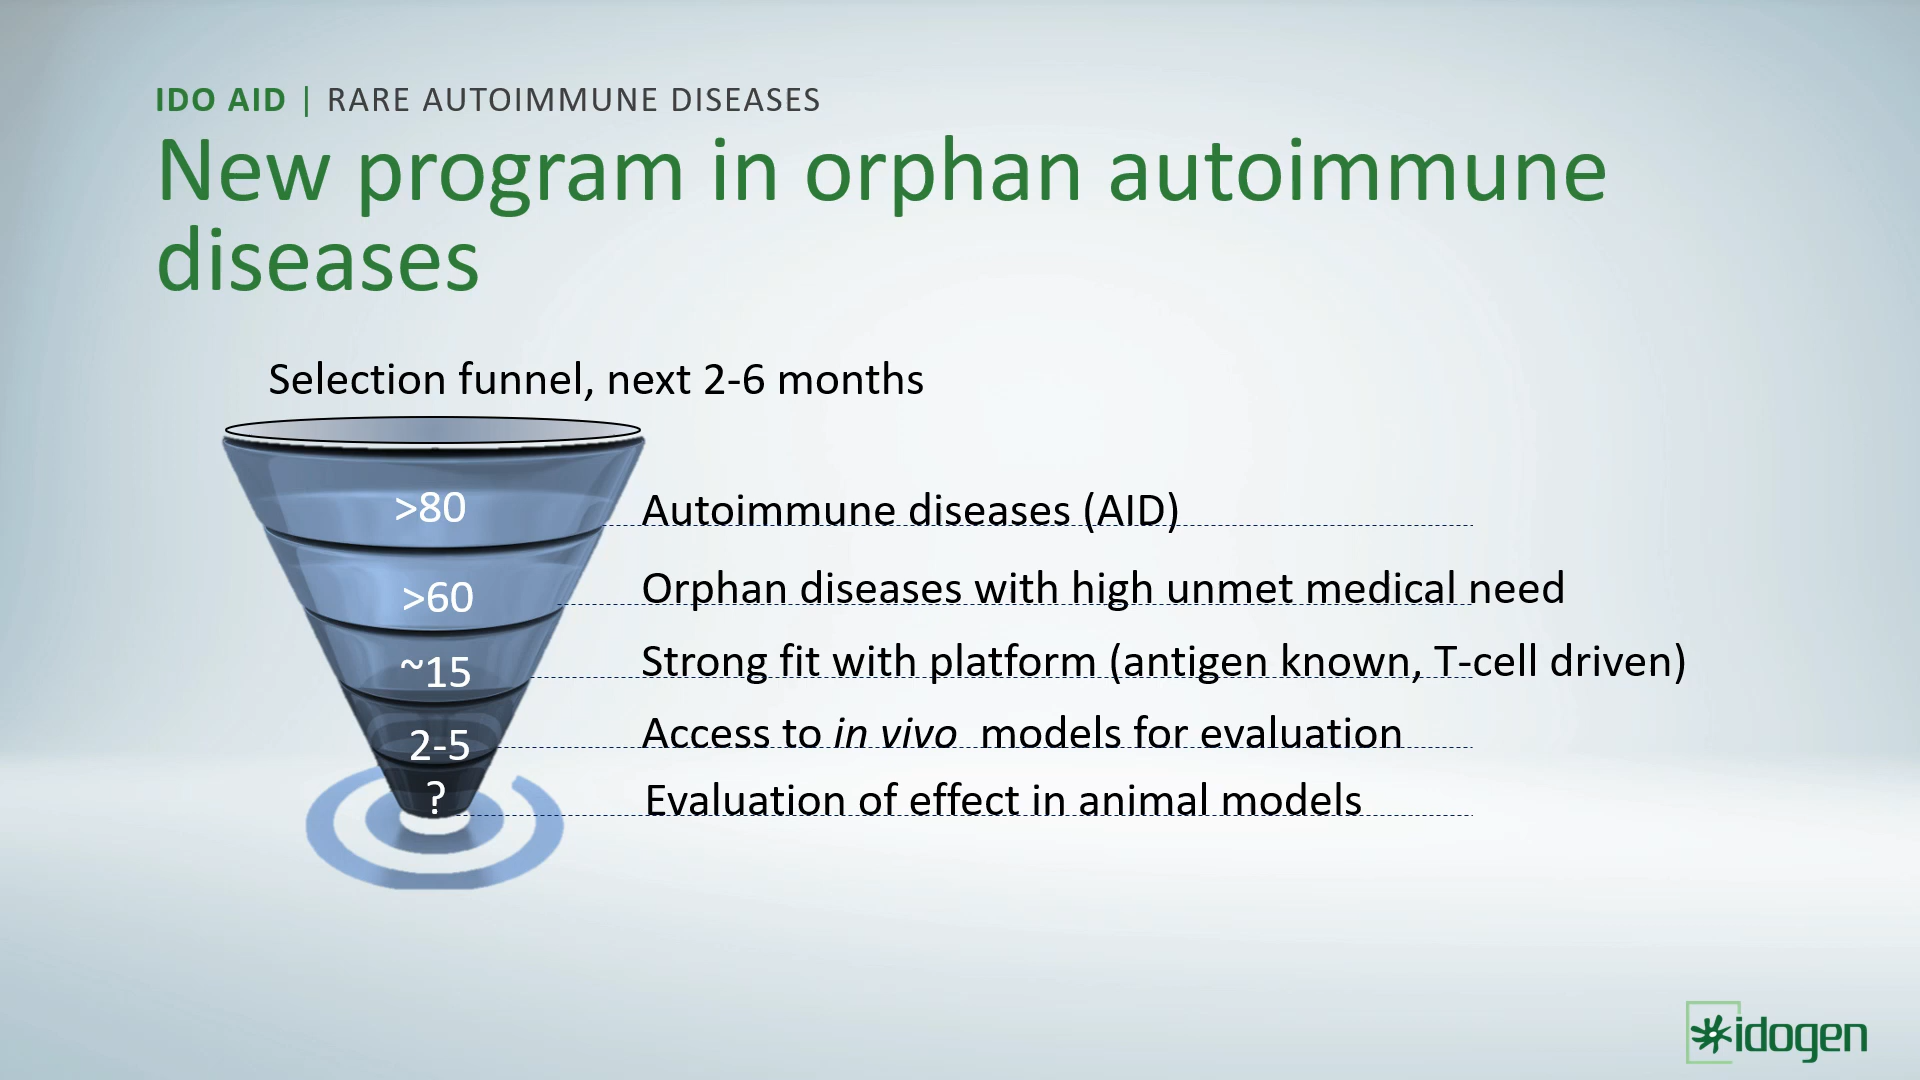 IDO AID | RARE AUTOIMMUNE DISEASES
New program in orphan autoimmune
diseases
Selection funnel, next 2-6 months
>80 Autoimmune diseases (AID)
>60 Orphan diseases with high unmet medical need
~15 Strong fit with platform (antigen known, T-cell driven)
2-5 Access to in vivo models for evaluation
? Evaluation of effect in animal models
idogen